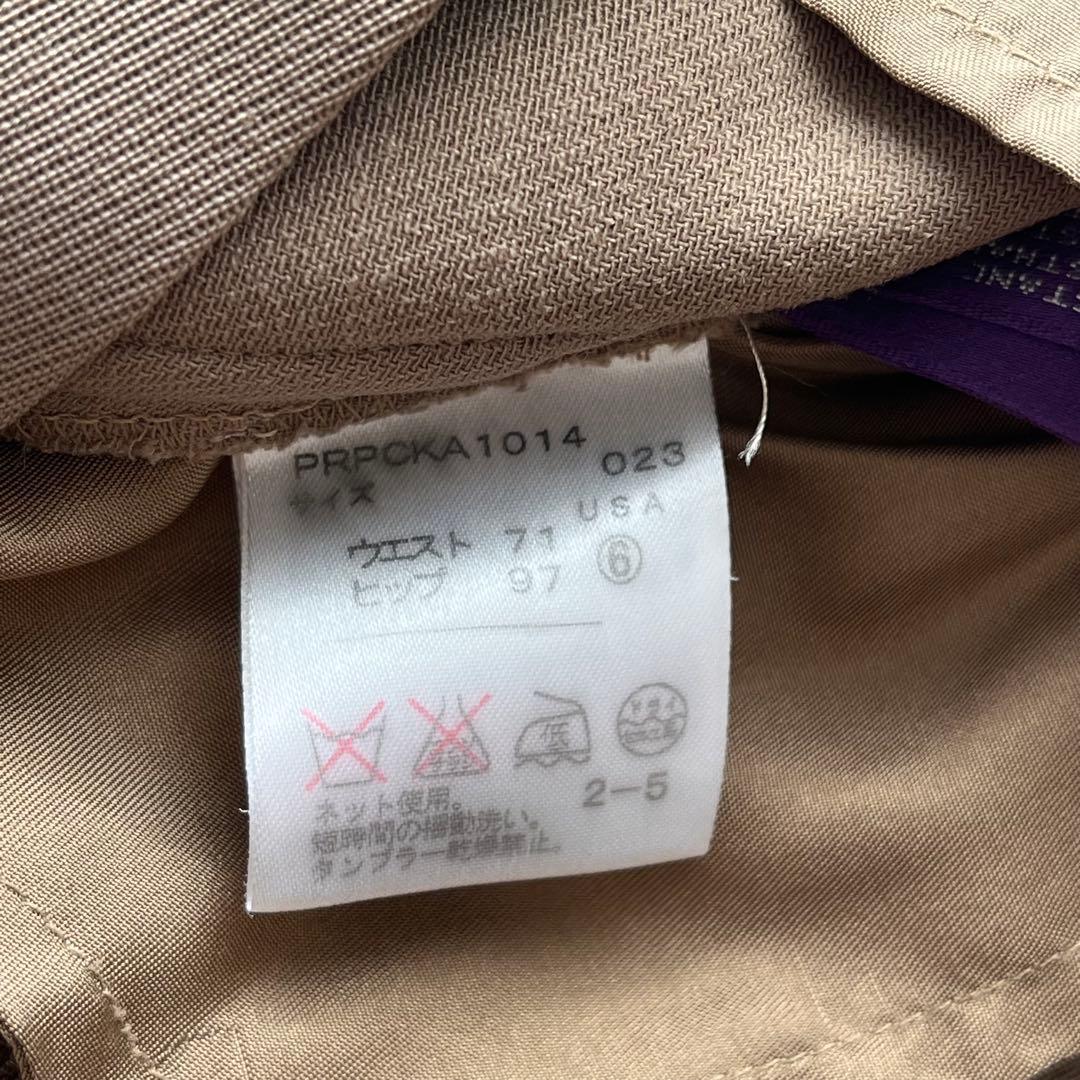 PRPCKA1014 023
サイズ USA
ウエスト 71 ⑥
ヒップ 97
低
2-5
ネット使用。
短時間の振動洗い。
タンブラー乾燥禁止。